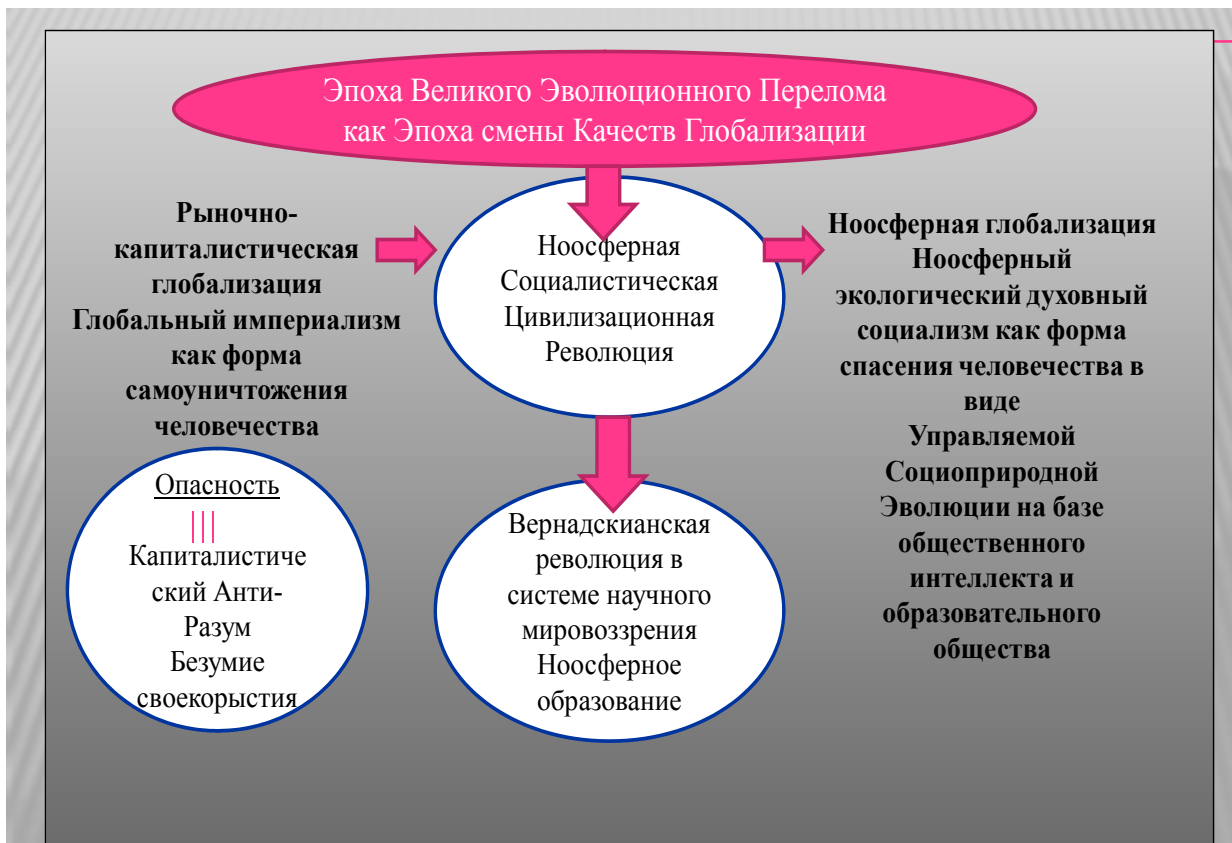 Эпоха Великого Эволюционного Перелома
как Эпоха смены Качеств Глобализации
Рыночно-
капиталистическая
глобализация
Глобальный империализм
как форма
самоуничтожения
человечества
Ноосферная
Социалистическая
Цивилизационная
Революция
Ноосферная глобализация
Ноосферный
экологический духовный
социализм как форма
спасения человечества в
виде
Управляемой
Социоприродной
Эволюции на базе
общественного
интеллекта и
образовательного
общества
Опасность
Капиталистиче
ский Анти-
Разум
Безумие
своекорыстия
Вернадскианская
революция в
системе научного
мировоззрения
Ноосферное
образование